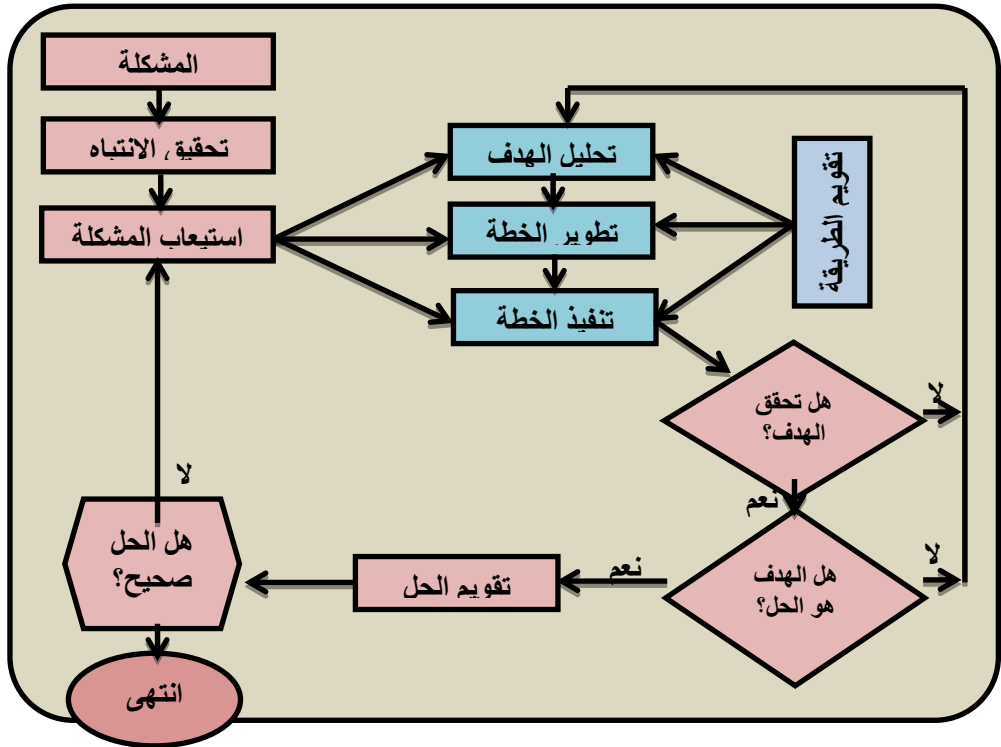 المشكلة
تحقيق الانتباه
استيعاب المشكلة
تحليل الهدف
تطوير الخطة
تنفيذ الخطة
تقويم الطريقة
هل تحقق
الهدف؟
لا
نعم
هل الهدف
هو الحل؟
لا
نعم
تقويم الحل
هل الحل
صحيح؟
لا
انتهى